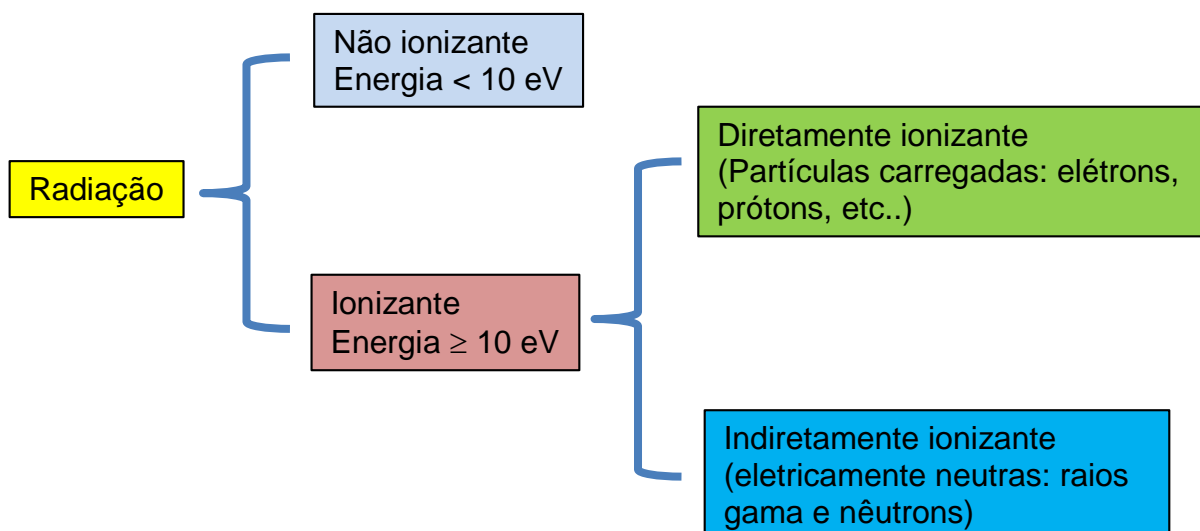 Radiação
Não ionizante
Energia < 10 eV
Ionizante
Energia ≥ 10 eV
Diretamente ionizante
(Partículas carregadas: elétrons,
prótons, etc..)
Indiretamente ionizante
(eletricamente neutras: raios
gama e nêutrons)